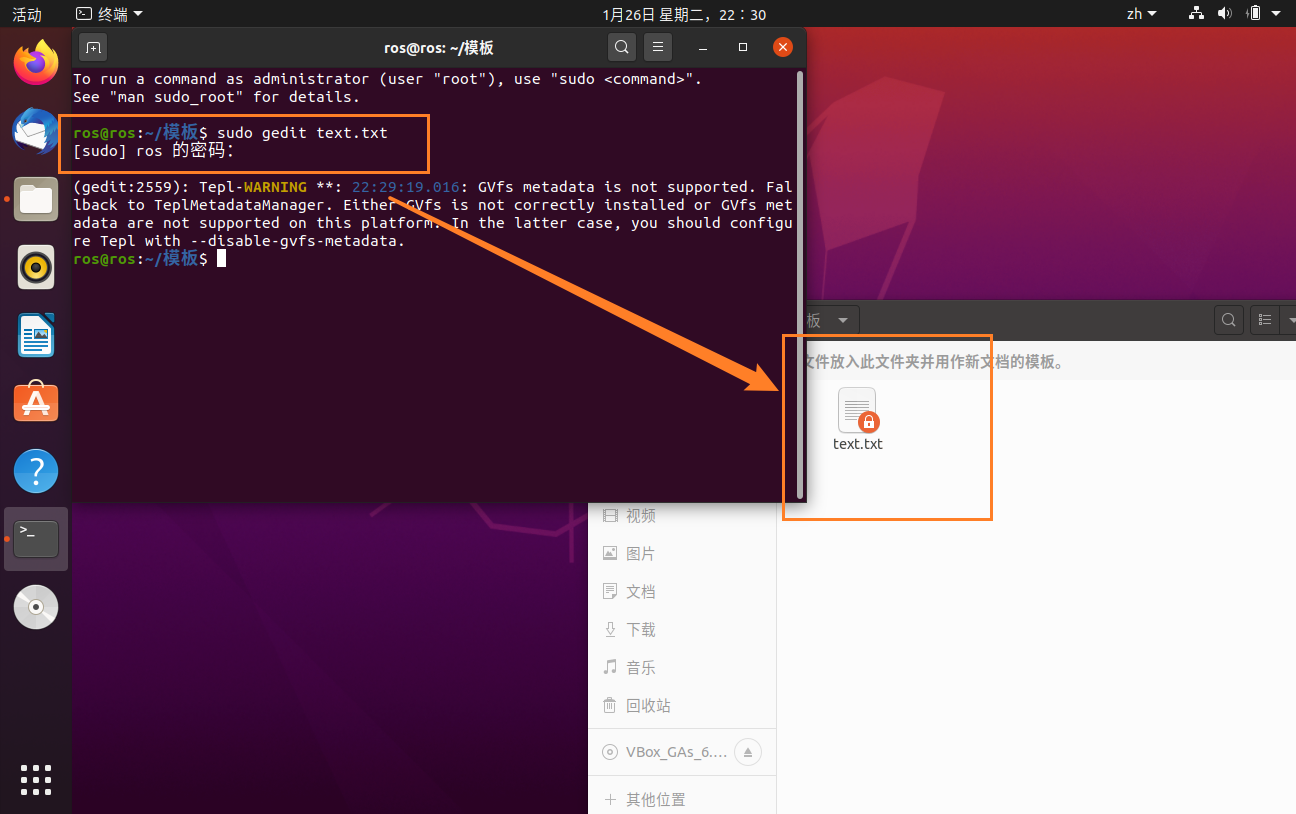 活动
终端
1月26日 星期二，22：30
zh
ros@ros: ~/模板
To run a command as administrator (user "root"), use "sudo <command>".
See "man sudo_root" for details.
ros@ros:~/模板$ sudo gedit text.txt
[sudo] ros 的密码：
(gedit:2559): Tepl-WARNING **: 22:29:19.016: GVfs metadata is not supported. Fal
lback to TeplMetadataManager. Either GVfs is not correctly installed or GVfs met
adata are not supported on this platform. In the latter case, you should configu
re Tepl with --disable-gvfs-metadata.
ros@ros:~/模板$
板
文件放入此文件夹并用作新文档的模板。
text.txt
视频
图片
文档
下载
音乐
回收站
VBox_GAs_6....
其他位置